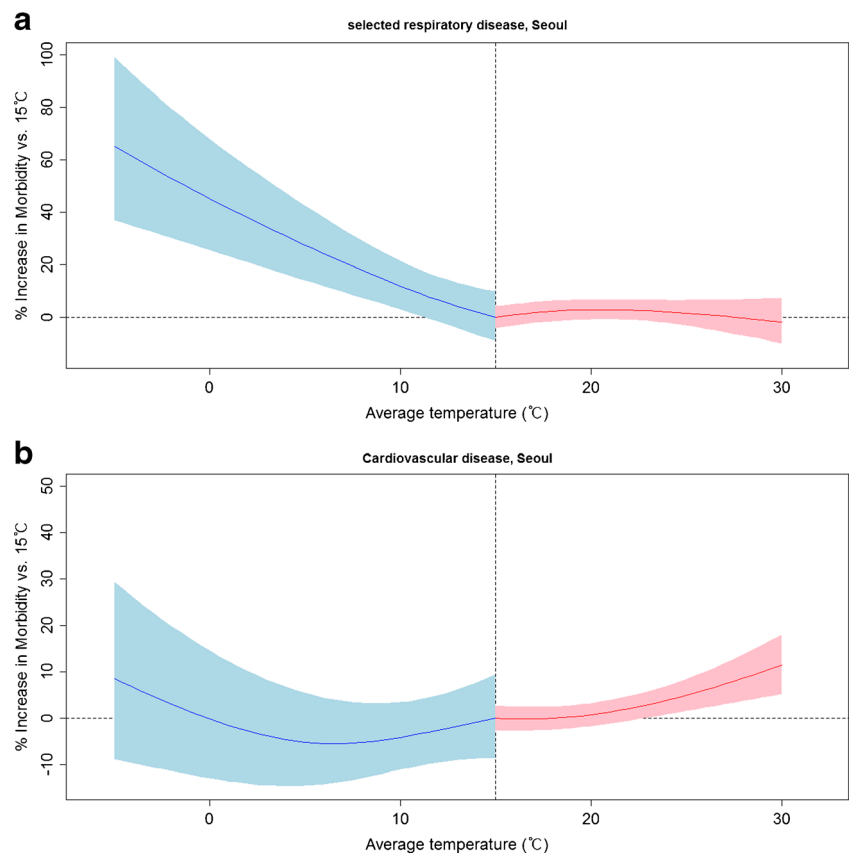 a
selected respiratory disease, Seoul
% Increase in Morbidity vs. 15℃
100
80
60
40
20
0
0 10 20 30
Average temperature (℃)
b
Cardiovascular disease, Seoul
% Increase in Morbidity vs. 15℃
50
40
30
20
10
0
-10
0 10 20 30
Average temperature (℃)